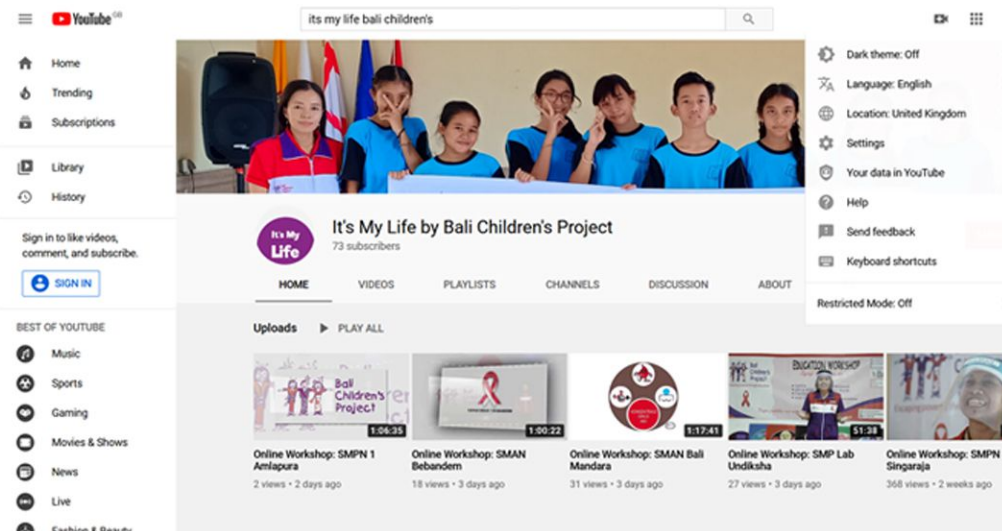 YouTube GB
its my life bali children's
Home
Trending
Subscriptions
Library
History
Sign in to like videos,
comment, and subscribe.
SIGN IN
BEST OF YOUTUBE
Music
Sports
Gaming
Movies & Shows
News
Live
Fashion & Beauty
Dark theme: Off
Language: English
Location: United Kingdom
Settings
Your data in YouTube
Help
Send feedback
Keyboard shortcuts
Restricted Mode: Off
It's My
Life
It's My Life by Bali Children's Project
73 subscribers
HOME VIDEOS PLAYLISTS CHANNELS DISCUSSION ABOUT
Uploads PLAY ALL
Bali
Children's
Project
1:06:35
1:00:22
1:17:41
EDUCATION WORKSHOP
51:38
Online Workshop: SMPN 1
Amlapura
2 views • 2 days ago
Online Workshop: SMAN
Bebandem
18 views • 3 days ago
Online Workshop: SMAN Bali
Mandara
31 views • 3 days ago
Online Workshop: SMP Lab
Undiksha
27 views • 3 days ago
Online Workshop: SMPN
Singaraja
368 views • 2 weeks ago